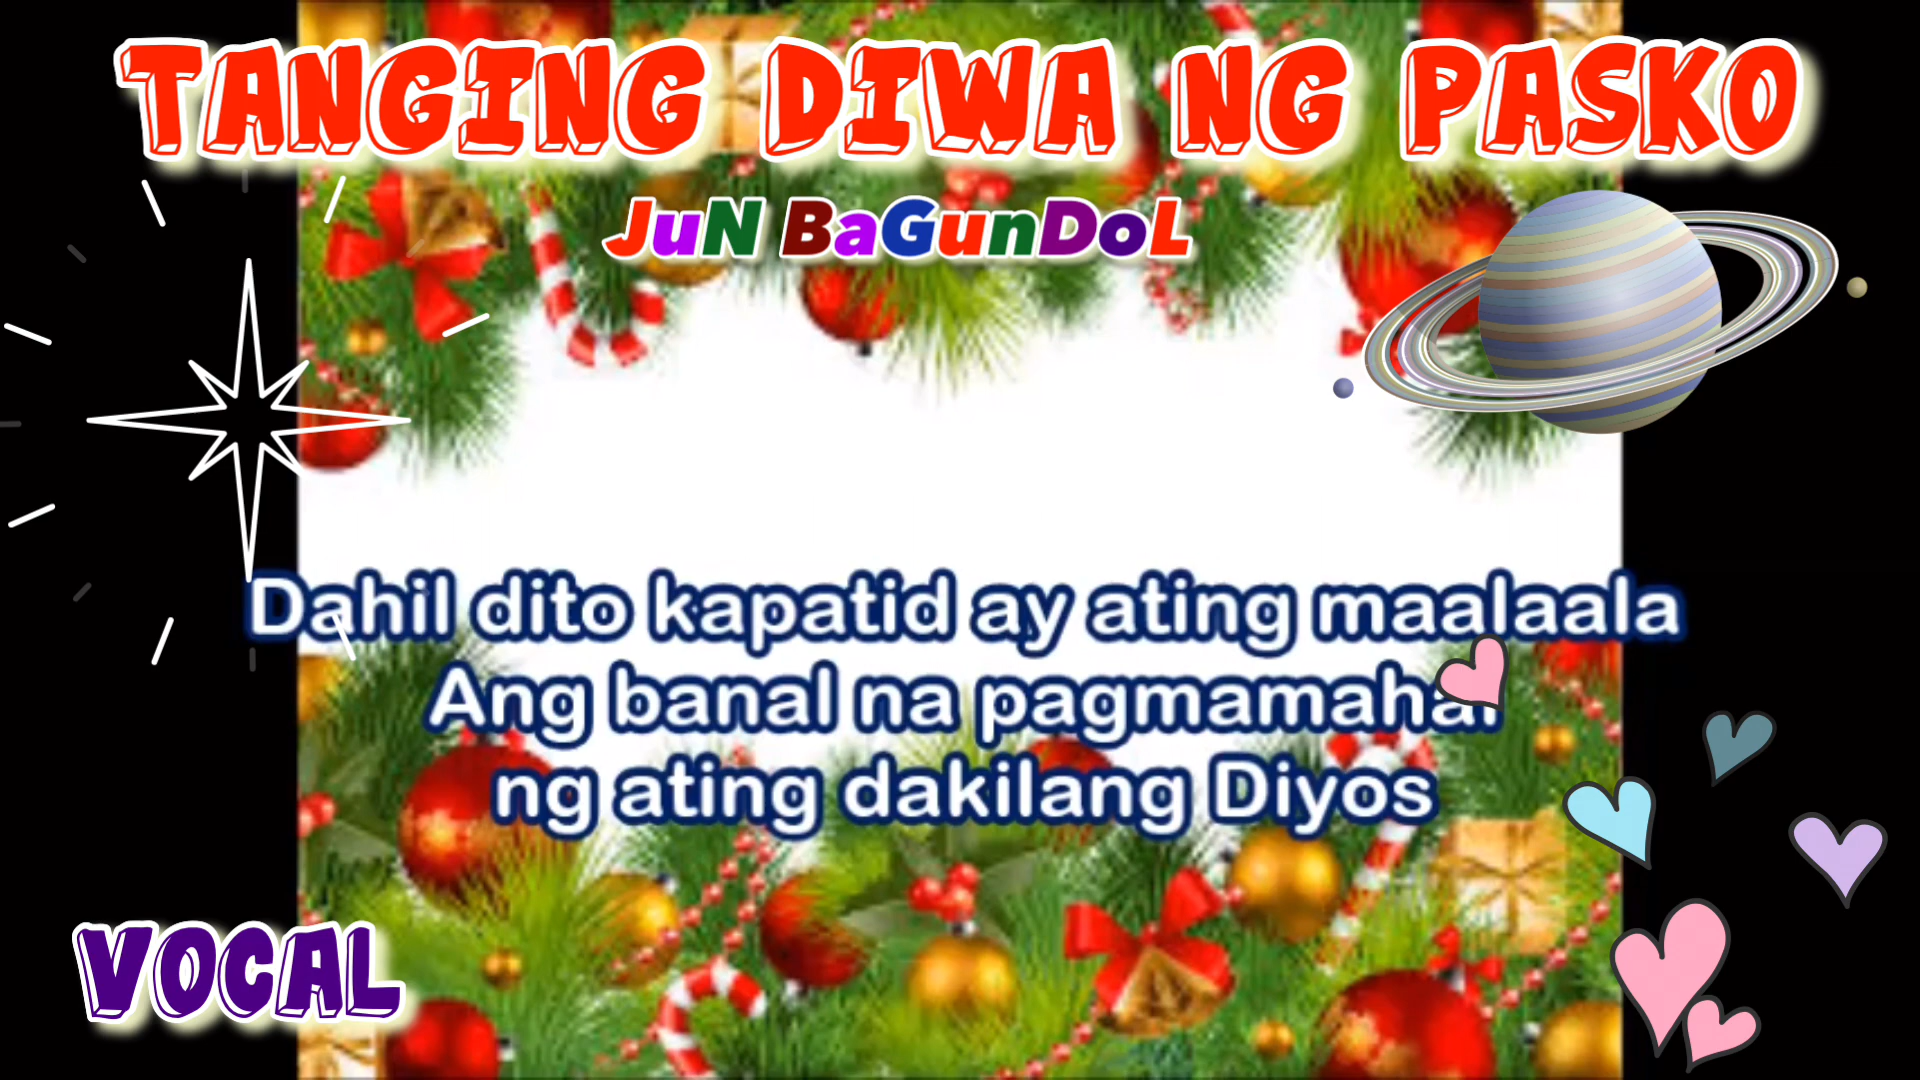 TANGING DIWA NG PASKO
JuN BaGunDoL
Dahil dito kapatid ay ating maalaala
Ang banal na pagmamahal
ng ating dakilang Diyos
VOCAL